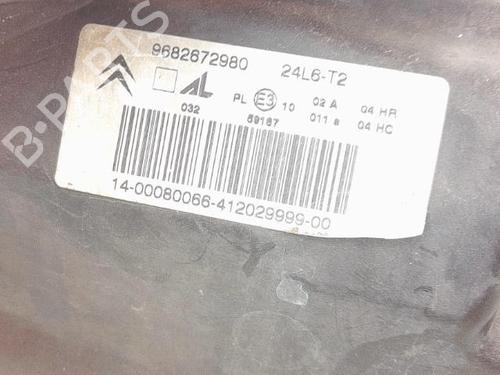 B-PARTS
9682672980 24L6-T2
AL PL E3 10 02 A 04 HR
032 69167 011 a 04 HC
14-00080066-412029999-00